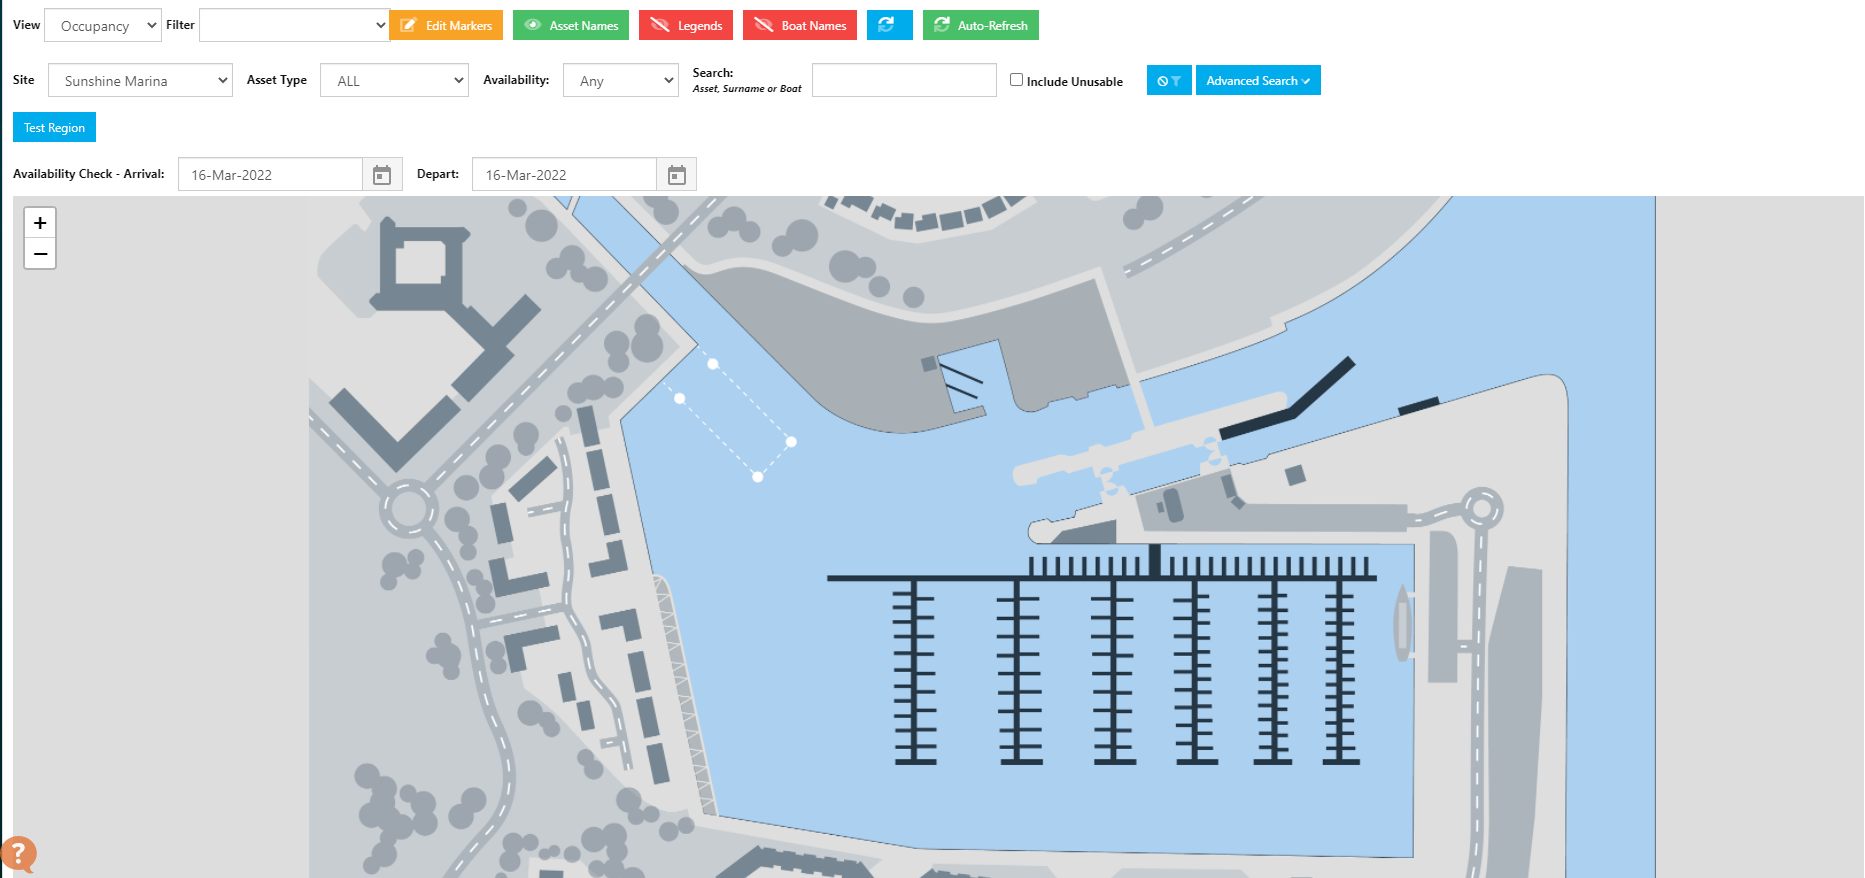 View Occupancy Filter Edit Markers Asset Names Legends Boat Names Auto-Refresh
Site Sunshine Marina Asset Type ALL Availability: Any Search: Include Unusable Advanced Search
Asset, Surname or Boat
Test Region
Availability Check - Arrival: 16-Mar-2022 Depart: 16-Mar-2022
+
−
?